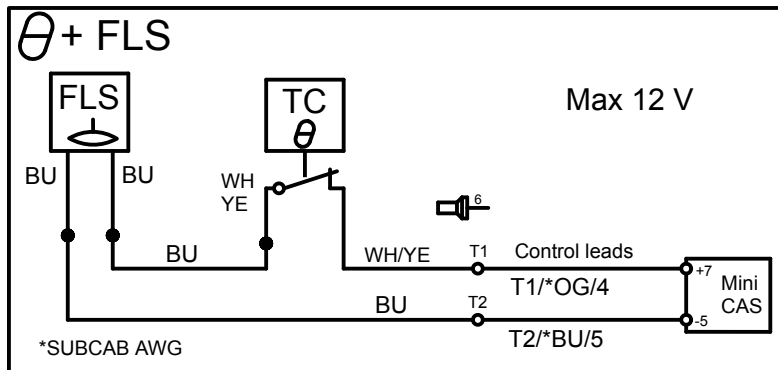 θ + FLS
FLS
TC
θ
Max 12 V
BU
BU
WH
YE
6
BU
WH/YE
T1
Control leads
+7
T1/*OG/4
Mini
CAS
BU
T2
-5
T2/*BU/5
*SUBCAB AWG